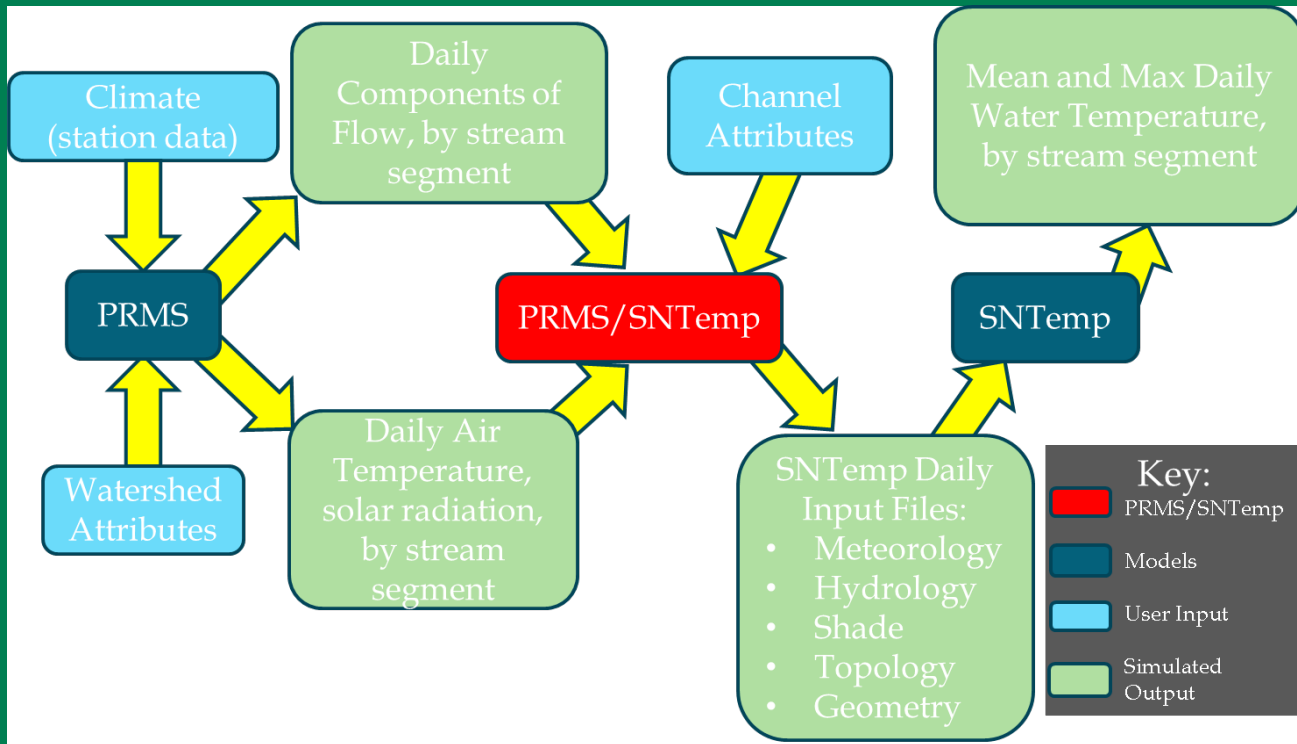 Climate
(station data)
Daily
Components of
Flow, by stream
segment
Channel
Attributes
Mean and Max Daily
Water Temperature,
by stream segment
PRMS
PRMS/SNTemp
SNTemp
Watershed
Attributes
Daily Air
Temperature,
solar radiation,
by stream
segment
SNTemp Daily
Input Files:
• Meteorology
• Hydrology
• Shade
• Topology
• Geometry
Key:
PRMS/SNTemp
Models
User Input
Simulated
Output